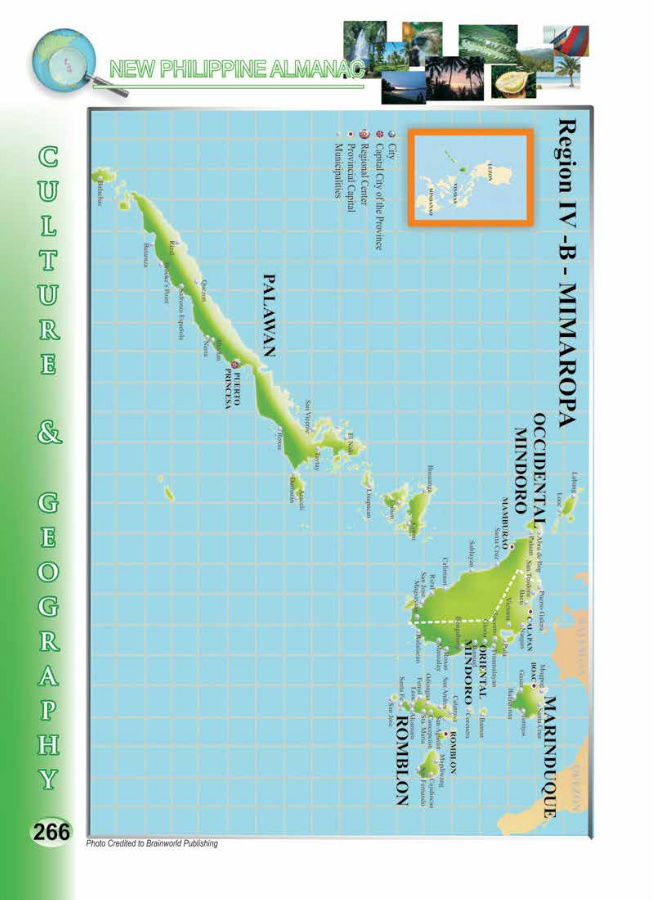 NEW PHILIPPINE ALMANAC
CULTURE & GEOGRAPHY
Region IV -B - MIMAROPA
LUZON
VISAYAS
MINDANAO
City
Capital City of the Province
Regional Center
Provincial Capital
Municipalities
OCCIDENTAL
MINDORO
MAMBURAO
Lubang
Looc
Abra de Ilog
Paluan
Santa Cruz
Sablayan
Calintaan
Rizal
San Jose
Magsaysay
Puerto Galera
San Teodoro
Baco
CALAPAN
Naujan
Victoria
Pola
Socorro
Pinamalayan
Gloria
Bansud
Bongabong
Roxas
Mansalay
Bulalacao
ORIENTAL
MINDORO
BATANGAS
QUEZON
MARINDUQUE
Mogpog
BOAC
Santa Cruz
Gasan
Torrijos
Buenavista
ROMBLON
Banton
Corcuera
Calatrava
San Andres
San Agustin
ROMBLON
Odiongan
Concepcion
Magdiwang
Ferrol
Sta. Maria
Cajidiocan
Looc
Alcantara
San Fernando
Santa Fe
San Jose
PALAWAN
PUERTO
PRINCESA
Busuanga
Coron
Culion
Linapacan
El Nido
Taytay
San Vicente
Roxas
Araceli
Dumaran
Aborlan
Narra
Quezon
Sofronio Española
Brooke's Point
Rizal
Bataraza
Balabac
266
Photo Credited to Brainworld Publishing